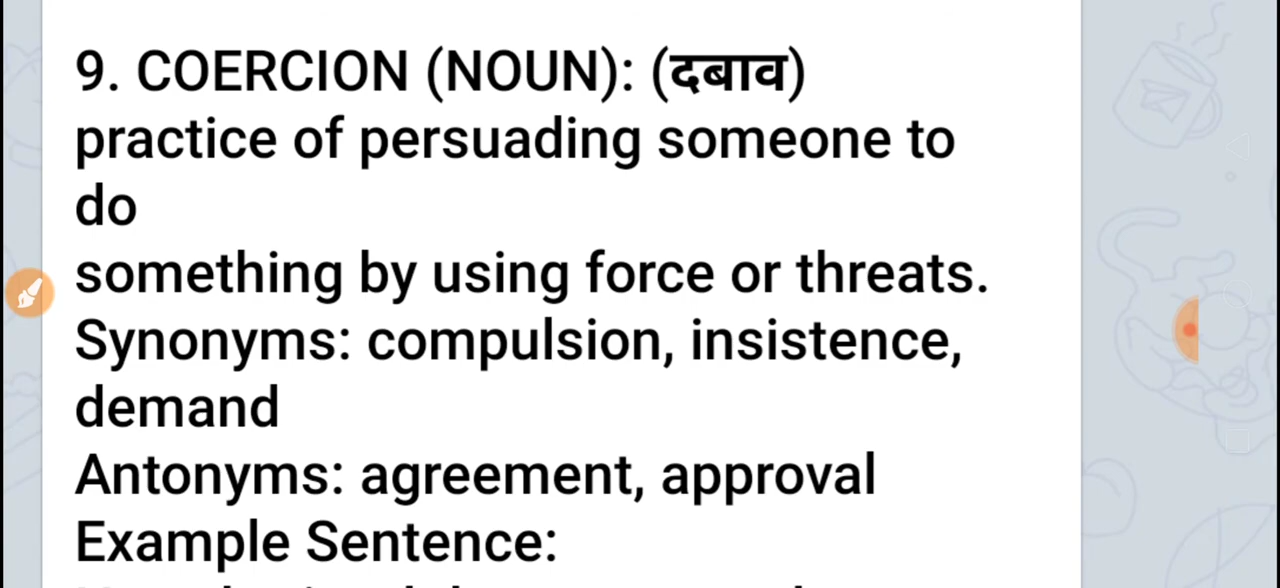 9. COERCION (NOUN): (दबाव)
practice of persuading someone to
do
something by using force or threats.
Synonyms: compulsion, insistence,
demand
Antonyms: agreement, approval
Example Sentence: